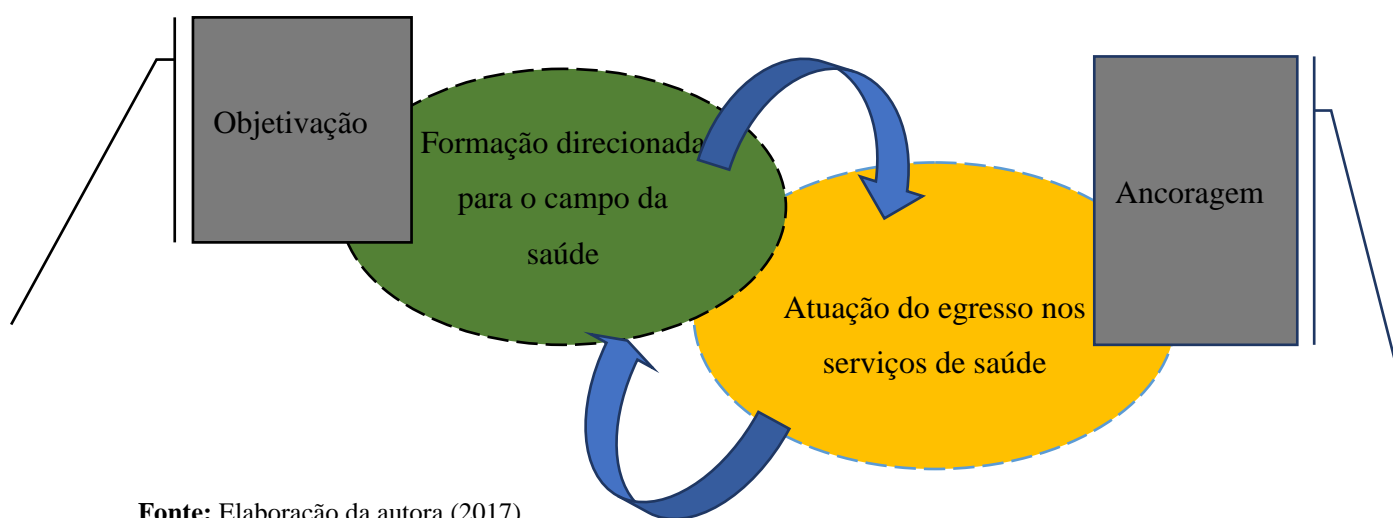 Objetivação
Formação direcionada
para o campo da
saúde
Ancoragem
Atuação do egresso nos
serviços de saúde
Fonte: Elaboração da autora (2017)